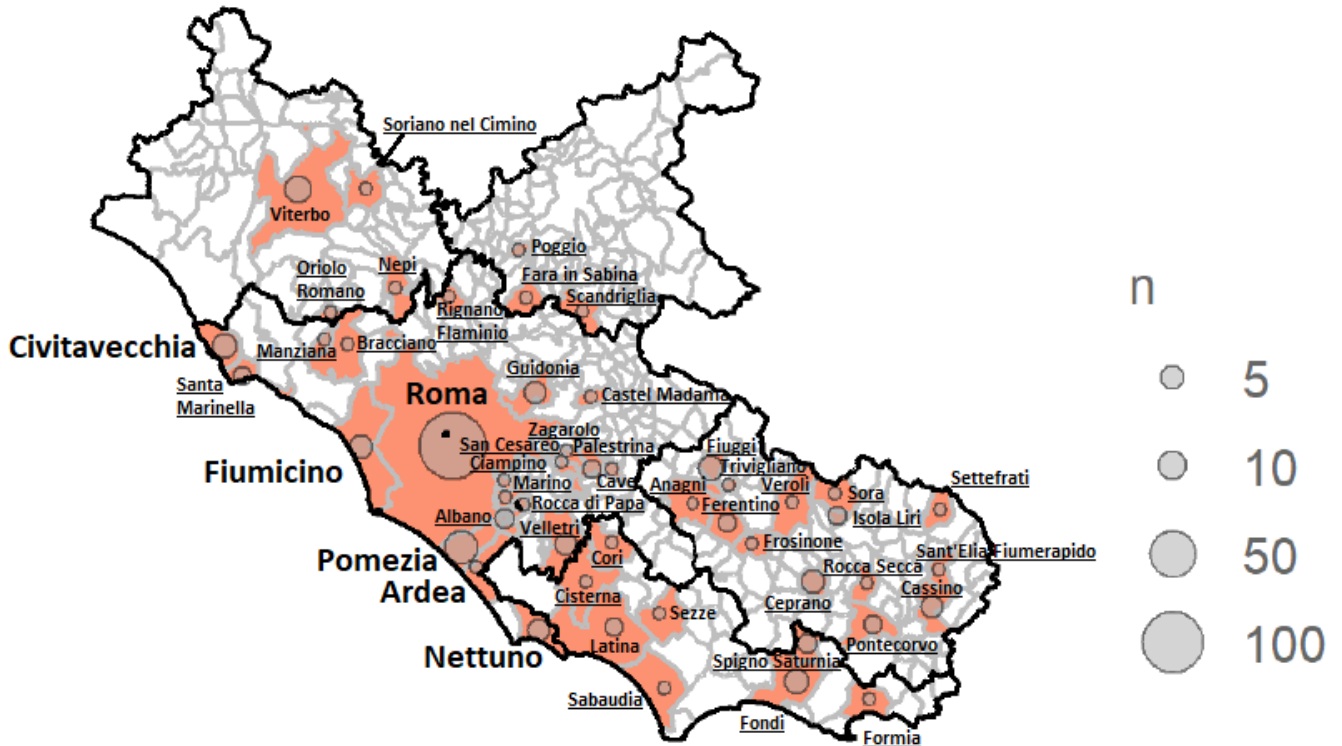 Soriano nel Cimino
Viterbo
Poggio
Oriolo
Romano
Nepi
Fara in Sabina
Scandriglia
Rignano
Flaminio
Civitavecchia
Manziana
Bracciano
Santa
Marinella
Guidonia
Castel Madama
Roma
Zagarolo
San Cesareo
Palestrina
Fiuggi
Ciampino
Trivigliano
Fiumicino
Marino
Cave
Anagni
Veroli
Sora
Settefrati
Rocca di Papa
Ferentino
Isola Liri
Albano
Velletri
Frosinone
Pomezia
Cori
Sant'Elia Fiumerapido
Ardea
Cisterna
Rocca Secca
Cassino
Ceprano
Sezze
Nettuno
Latina
Pontecorvo
Spigno Saturnia
Sabaudia
Fondi
Formia
n
5
10
50
100